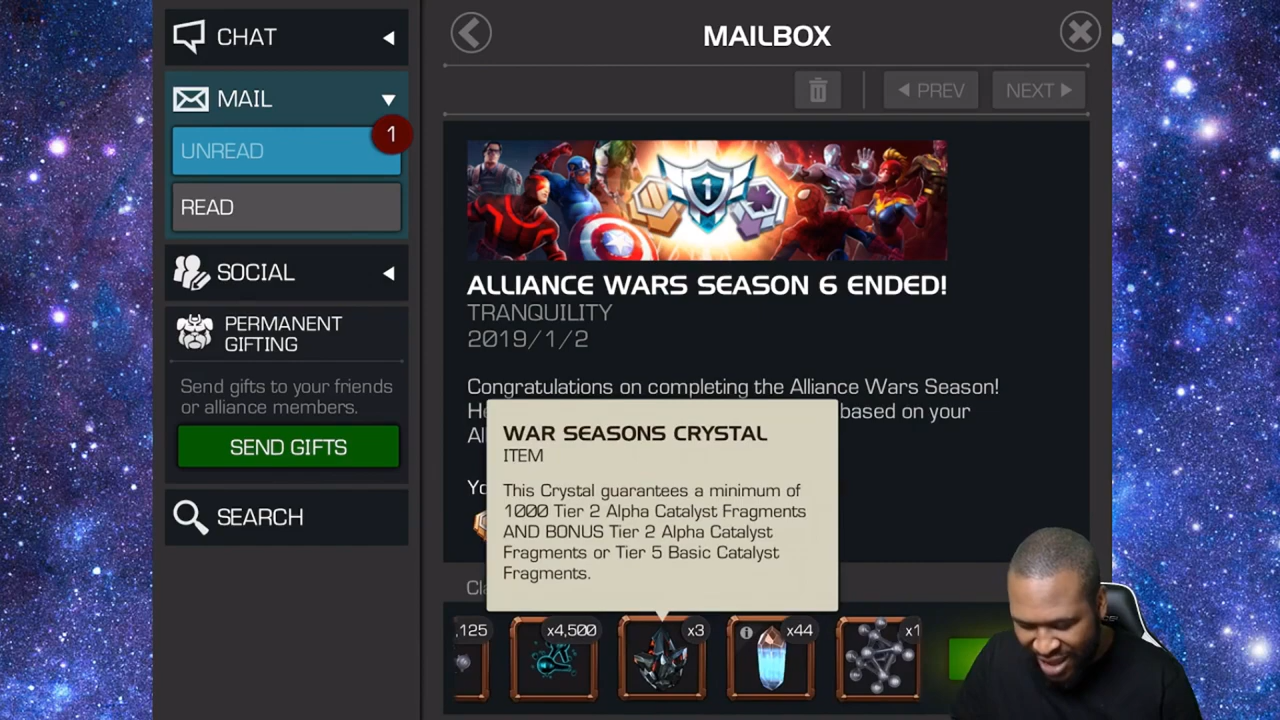 CHAT
MAIL
1
UNREAD
READ
SOCIAL
PERMANENT
GIFTING
Send gifts to your friends
or alliance members.
SEND GIFTS
SEARCH
MAILBOX
PREV
NEXT
1
ALLIANCE WARS SEASON 6 ENDED!
TRANQUILITY
2019/1/2
Congratulations on completing the Alliance Wars Season!
based on your
WAR SEASONS CRYSTAL
ITEM
This Crystal guarantees a minimum of
1000 Tier 2 Alpha Catalyst Fragments
AND BONUS Tier 2 Alpha Catalyst
Fragments or Tier 5 Basic Catalyst
Fragments.
,125
x4,500
x3
x44
x1